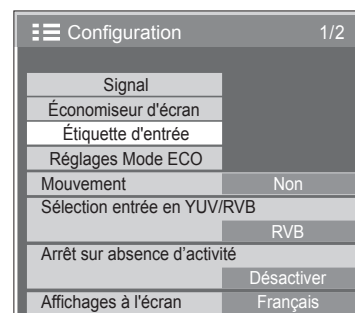 Configuration 1/2
Signal
Économiseur d'écran
Étiquette d'entrée
Réglages Mode ECO
Mouvement Non
Sélection entrée en YUV/RVB
RVB
Arrêt sur absence d’activité
Désactiver
Affichages à l'écran Français